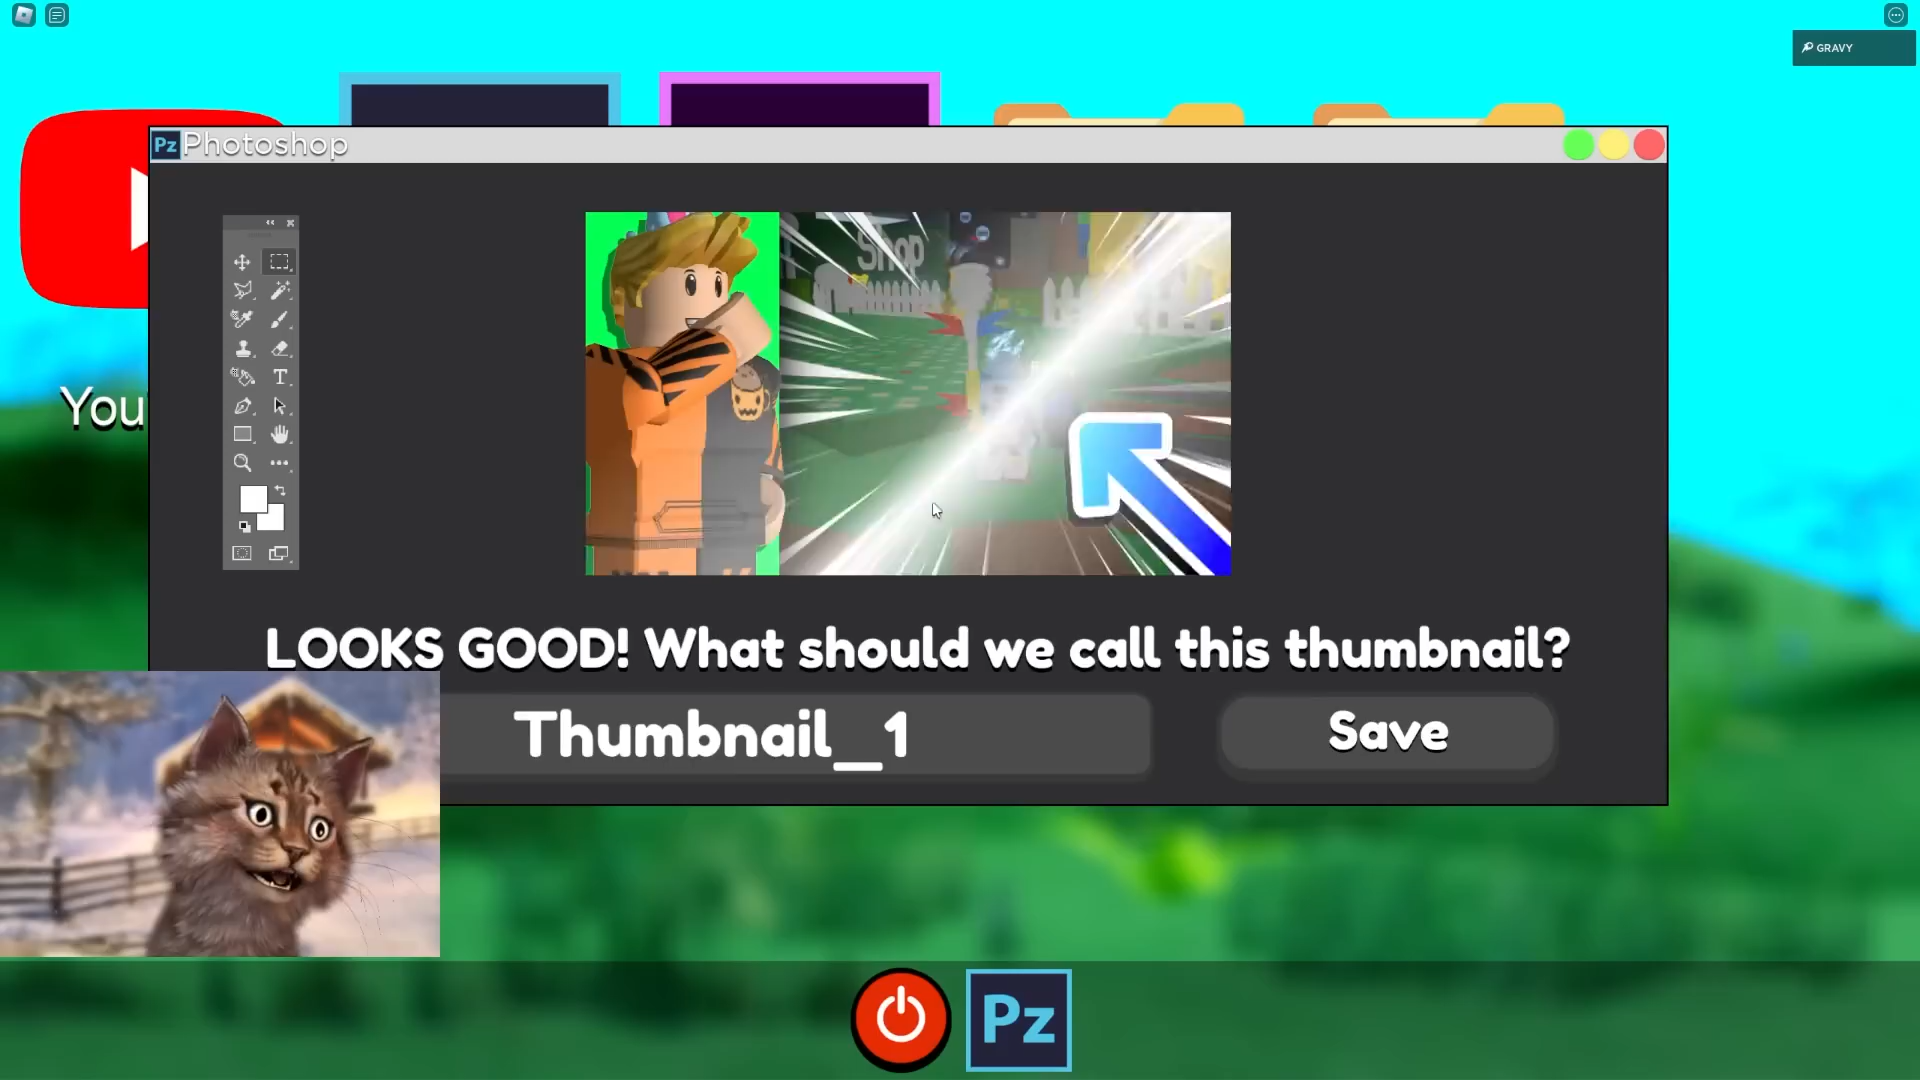 GRAVY
Pz Photoshop
Shop
You
T
LOOKS GOOD! What should we call this thumbnail?
Thumbnail_1
Save
Pz